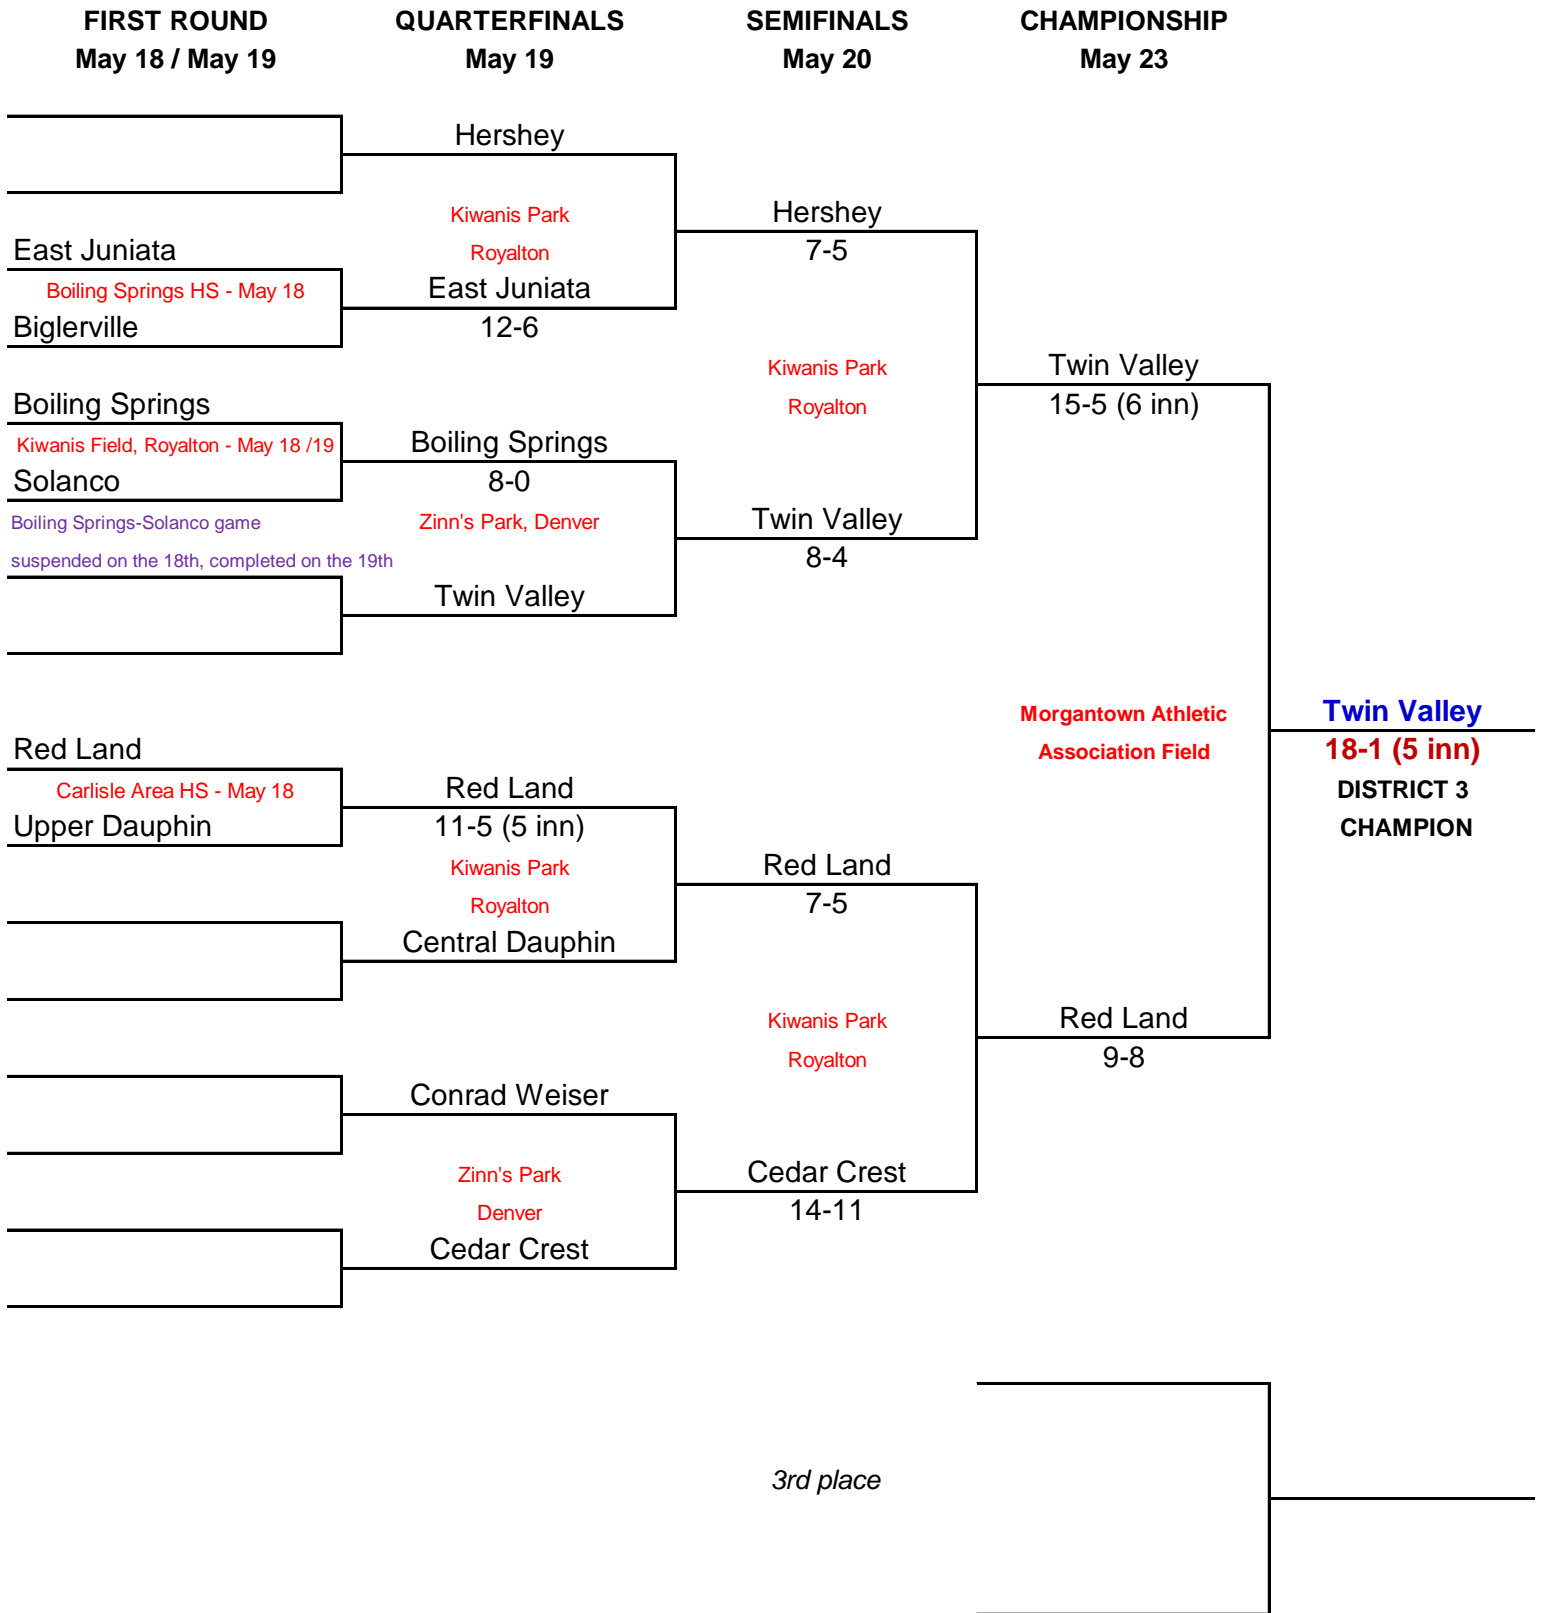 FIRST ROUND
May 18 / May 19
QUARTERFINALS
May 19
SEMIFINALS
May 20
CHAMPIONSHIP
May 23
Hershey
Kiwanis Park
Royalton
Hershey
7-5
East Juniata
Boiling Springs HS - May 18
Biglerville
East Juniata
12-6
Kiwanis Park
Royalton
Twin Valley
15-5 (6 inn)
Boiling Springs
Kiwanis Field, Royalton - May 18 /19
Solanco
Boiling Springs
8-0
Boiling Springs-Solanco game
suspended on the 18th, completed on the 19th
Zinn's Park, Denver
Twin Valley
8-4
Twin Valley
Morgantown Athletic
Association Field
Twin Valley
18-1 (5 inn)
DISTRICT 3
CHAMPION
Red Land
Carlisle Area HS - May 18
Upper Dauphin
Red Land
11-5 (5 inn)
Kiwanis Park
Royalton
Red Land
7-5
Central Dauphin
Kiwanis Park
Royalton
Red Land
9-8
Conrad Weiser
Zinn's Park
Denver
Cedar Crest
14-11
Cedar Crest
3rd place